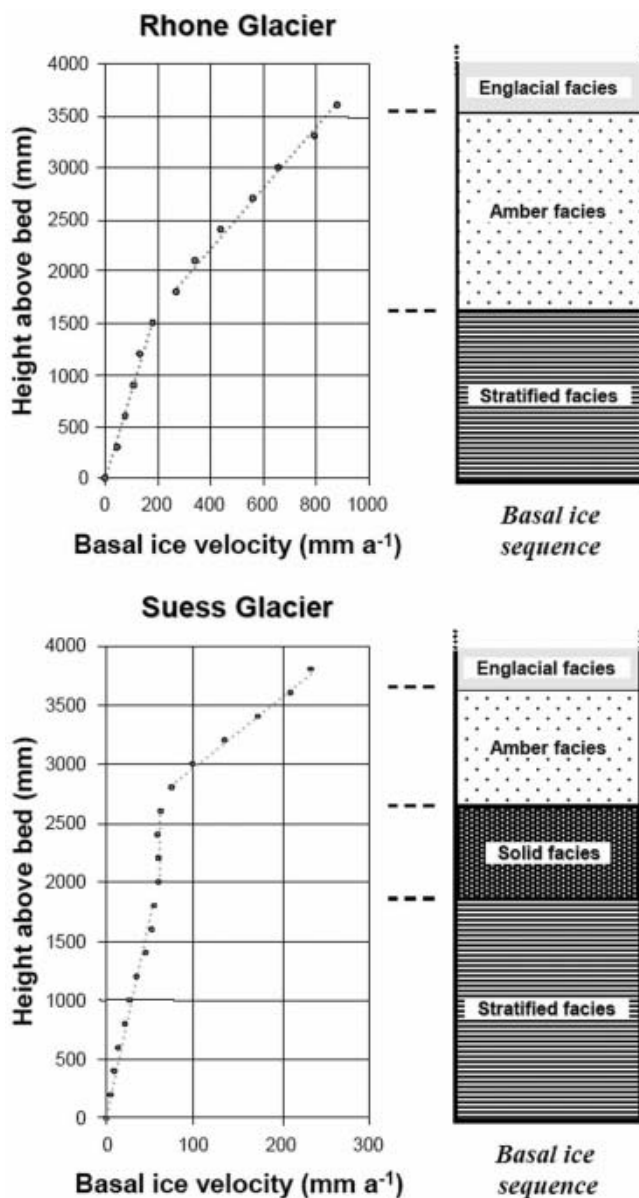 Rhone Glacier
4000
3500
3000
2500
2000
1500
1000
500
0
0 200 400 600 800 1000
Height above bed (mm)
Basal ice velocity (mm a⁻¹)
Englacial facies
Amber facies
Stratified facies
Basal ice
sequence
Suess Glacier
4000
3500
3000
2500
2000
1500
1000
500
0
0 100 200 300
Height above bed (mm)
Basal ice velocity (mm a⁻¹)
Englacial facies
Amber facies
Solid facies
Stratified facies
Basal ice
sequence